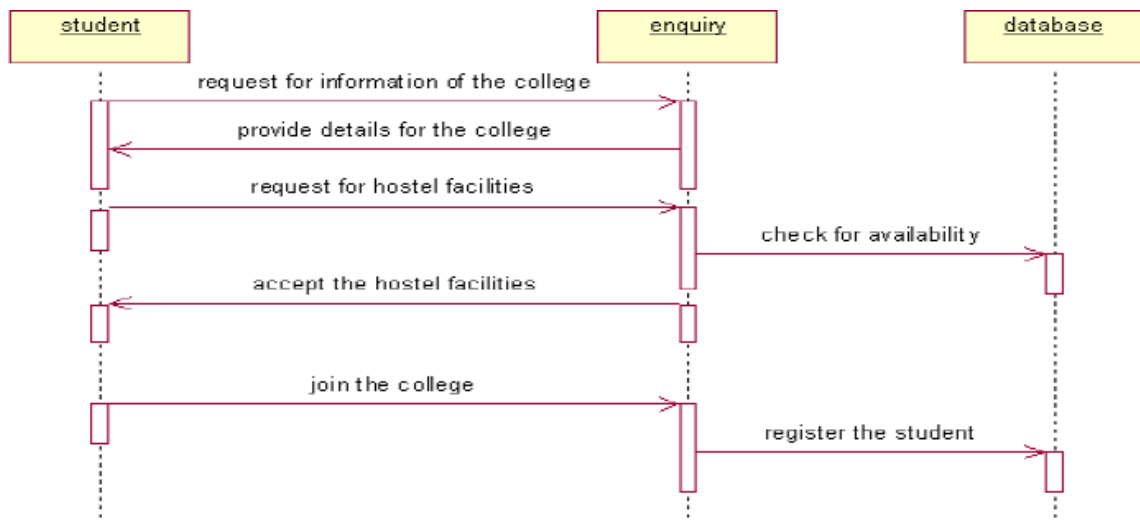 student
enquiry
database
request for information of the college
provide details for the college
request for hostel facilities
check for availability
accept the hostel facilities
join the college
register the student